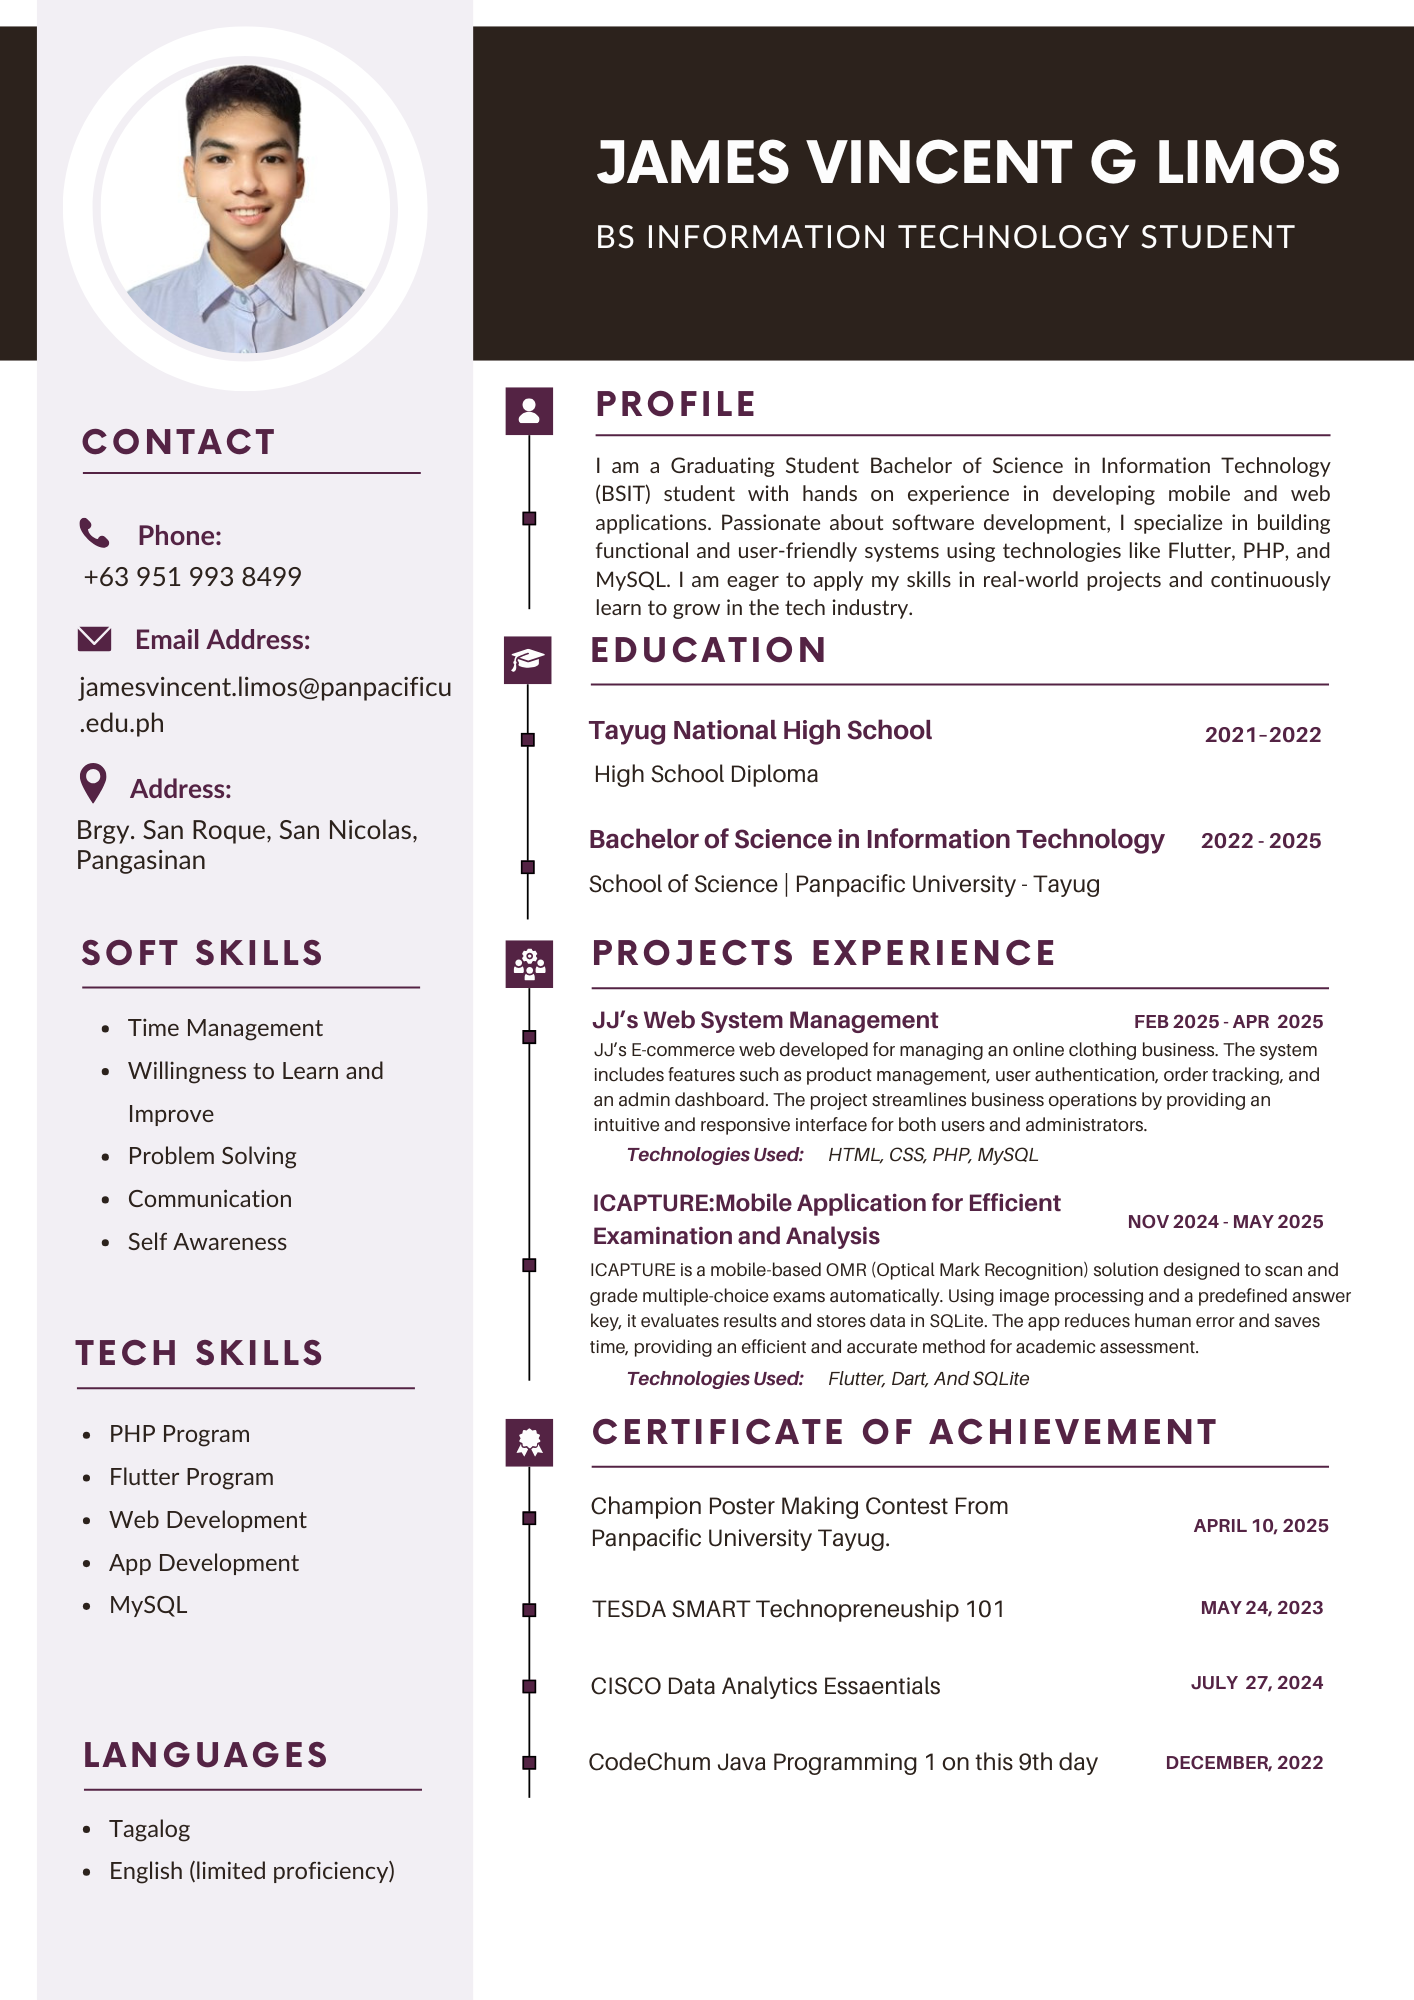 JAMES VINCENT G LIMOS
BS INFORMATION TECHNOLOGY STUDENT
CONTACT
Phone:
+63 951 993 8499
Email Address:
jamesvincent.limos@panpacificu
.edu.ph
Address:
Brgy. San Roque, San Nicolas,
Pangasinan
SOFT SKILLS
Time Management
Willingness to Learn and
Improve
Problem Solving
Communication
Self Awareness
TECH SKILLS
PHP Program
Flutter Program
Web Development
App Development
MySQL
LANGUAGES
Tagalog
English (limited proficiency)
PROFILE
I am a Graduating Student Bachelor of Science in Information Technology
(BSIT) student with hands on experience in developing mobile and web
applications. Passionate about software development, I specialize in building
functional and user-friendly systems using technologies like Flutter, PHP, and
MySQL. I am eager to apply my skills in real-world projects and continuously
learn to grow in the tech industry.
EDUCATION
Tayug National High School 2021–2022
High School Diploma
Bachelor of Science in Information Technology 2022 - 2025
School of Science | Panpacific University - Tayug
PROJECTS EXPERIENCE
JJ’s Web System Management FEB 2025 - APR 2025
JJ’s E-commerce web developed for managing an online clothing business. The system
includes features such as product management, user authentication, order tracking, and
an admin dashboard. The project streamlines business operations by providing an
intuitive and responsive interface for both users and administrators.
Technologies Used: HTML, CSS, PHP, MySQL
ICAPTURE:Mobile Application for Efficient
Examination and Analysis
NOV 2024 - MAY 2025
ICAPTURE is a mobile-based OMR (Optical Mark Recognition) solution designed to scan and
grade multiple-choice exams automatically. Using image processing and a predefined answer
key, it evaluates results and stores data in SQLite. The app reduces human error and saves
time, providing an efficient and accurate method for academic assessment.
Technologies Used: Flutter, Dart, And SQLite
CERTIFICATE OF ACHIEVEMENT
Champion Poster Making Contest From
Panpacific University Tayug.
APRIL 10, 2025
TESDA SMART Technopreneuship 101 MAY 24, 2023
CISCO Data Analytics Essaentials JULY 27, 2024
CodeChum Java Programming 1 on this 9th day DECEMBER, 2022